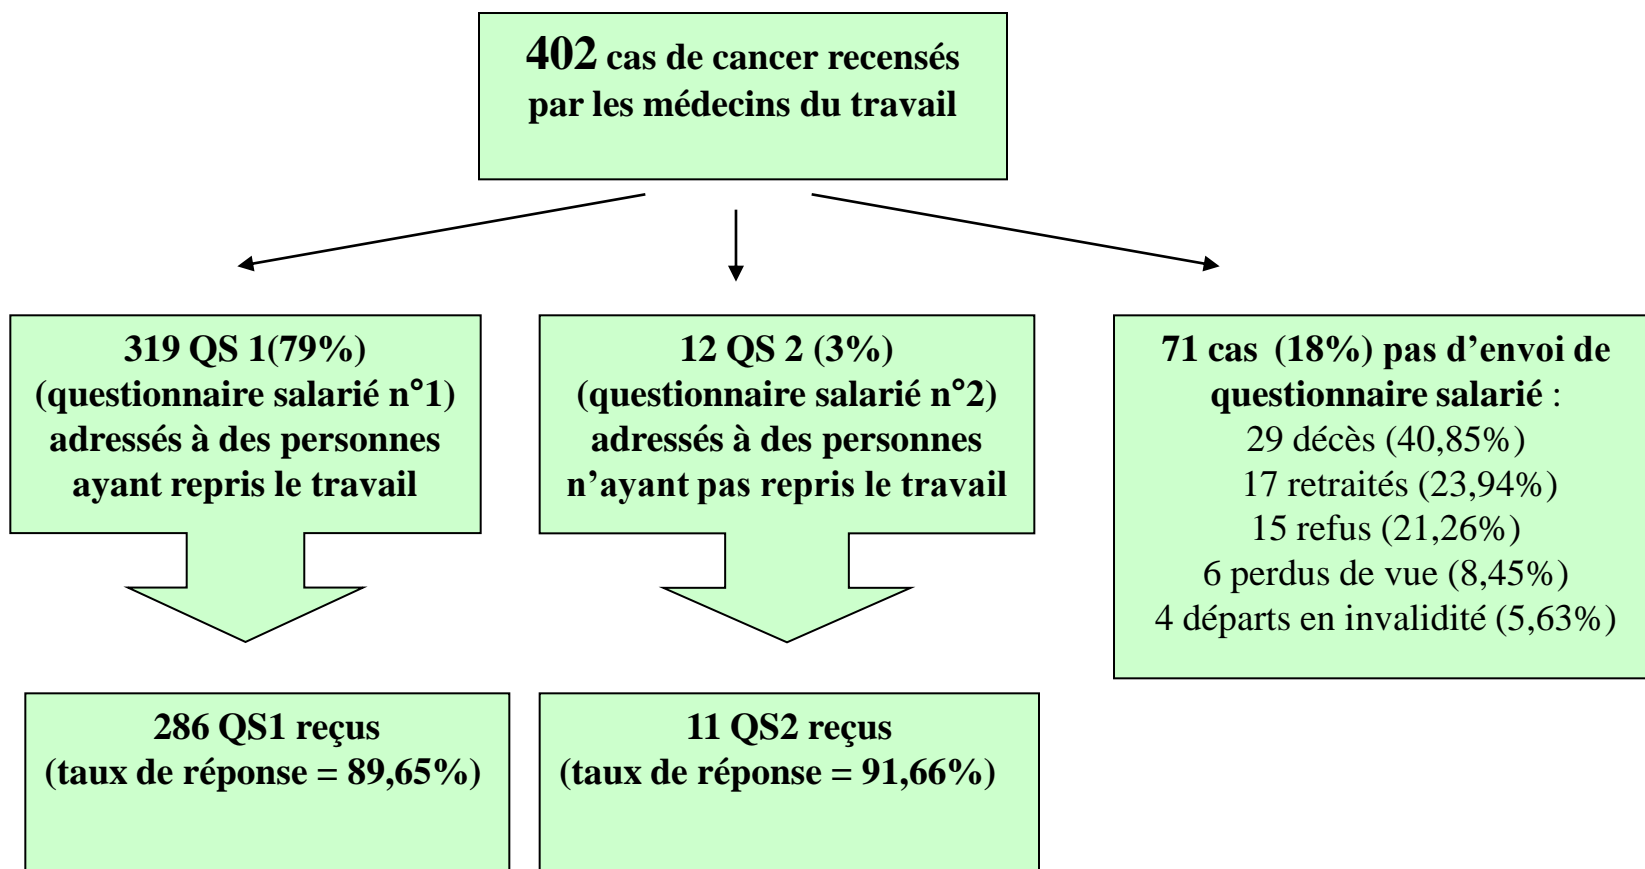 402 cas de cancer recensés
par les médecins du travail
319 QS 1(79%)
(questionnaire salarié n°1)
adressés à des personnes
ayant repris le travail
12 QS 2 (3%)
(questionnaire salarié n°2)
adressés à des personnes
n’ayant pas repris le travail
71 cas (18%) pas d’envoi de
questionnaire salarié :
29 décès (40,85%)
17 retraités (23,94%)
15 refus (21,26%)
6 perdus de vue (8,45%)
4 départs en invalidité (5,63%)
286 QS1 reçus
(taux de réponse = 89,65%)
11 QS2 reçus
(taux de réponse = 91,66%)